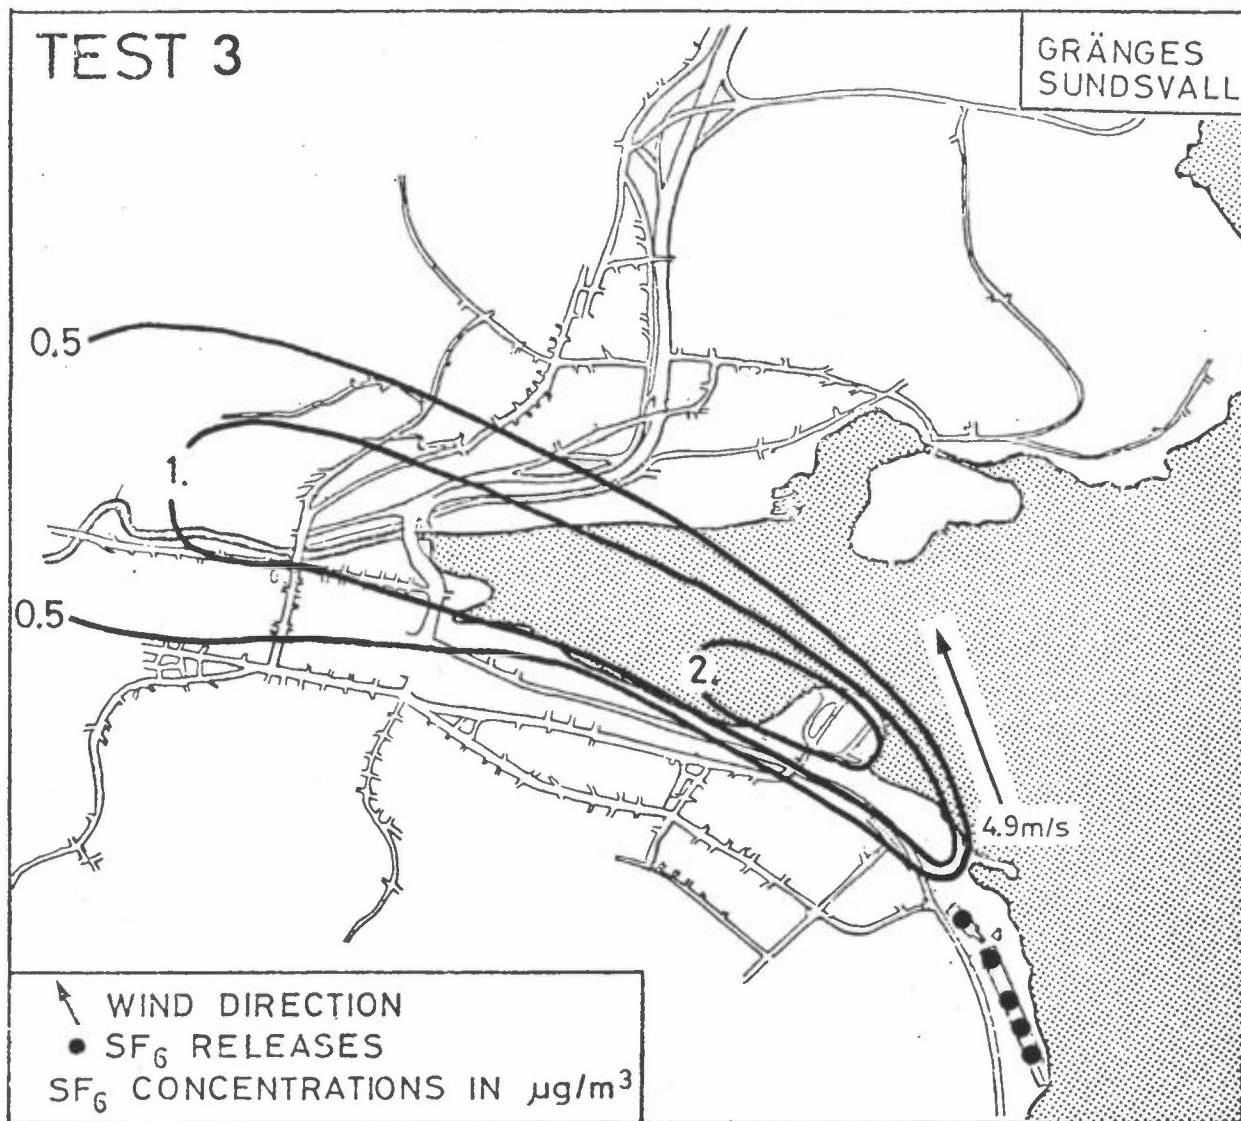 TEST 3
GRÄNGES
SUNDSVALL
0.5
1.
0.5
2.
4.9m/s
WIND DIRECTION
SF6 RELEASES
SF6 CONCENTRATIONS IN µg/m³